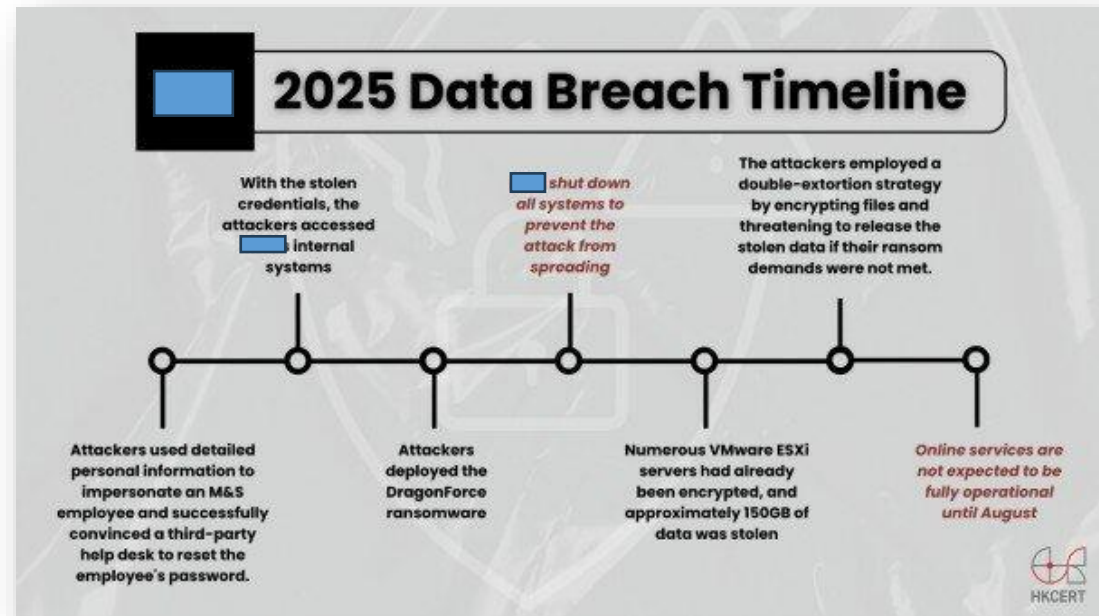 2025 Data Breach Timeline
With the stolen
credentials, the
attackers accessed
s internal
systems
shut down
all systems to
prevent the
attack from
spreading
The attackers employed a
double-extortion strategy
by encrypting files and
threatening to release the
stolen data if their ransom
demands were not met.
Attackers used detailed
personal information to
impersonate an M&S
employee and successfully
convinced a third-party
help desk to reset the
employee's password.
Attackers
deployed the
DragonForce
ransomware
Numerous VMware ESXi
servers had already
been encrypted, and
approximately 150GB of
data was stolen
Online services are
not expected to be
fully operational
until August
HKCERT